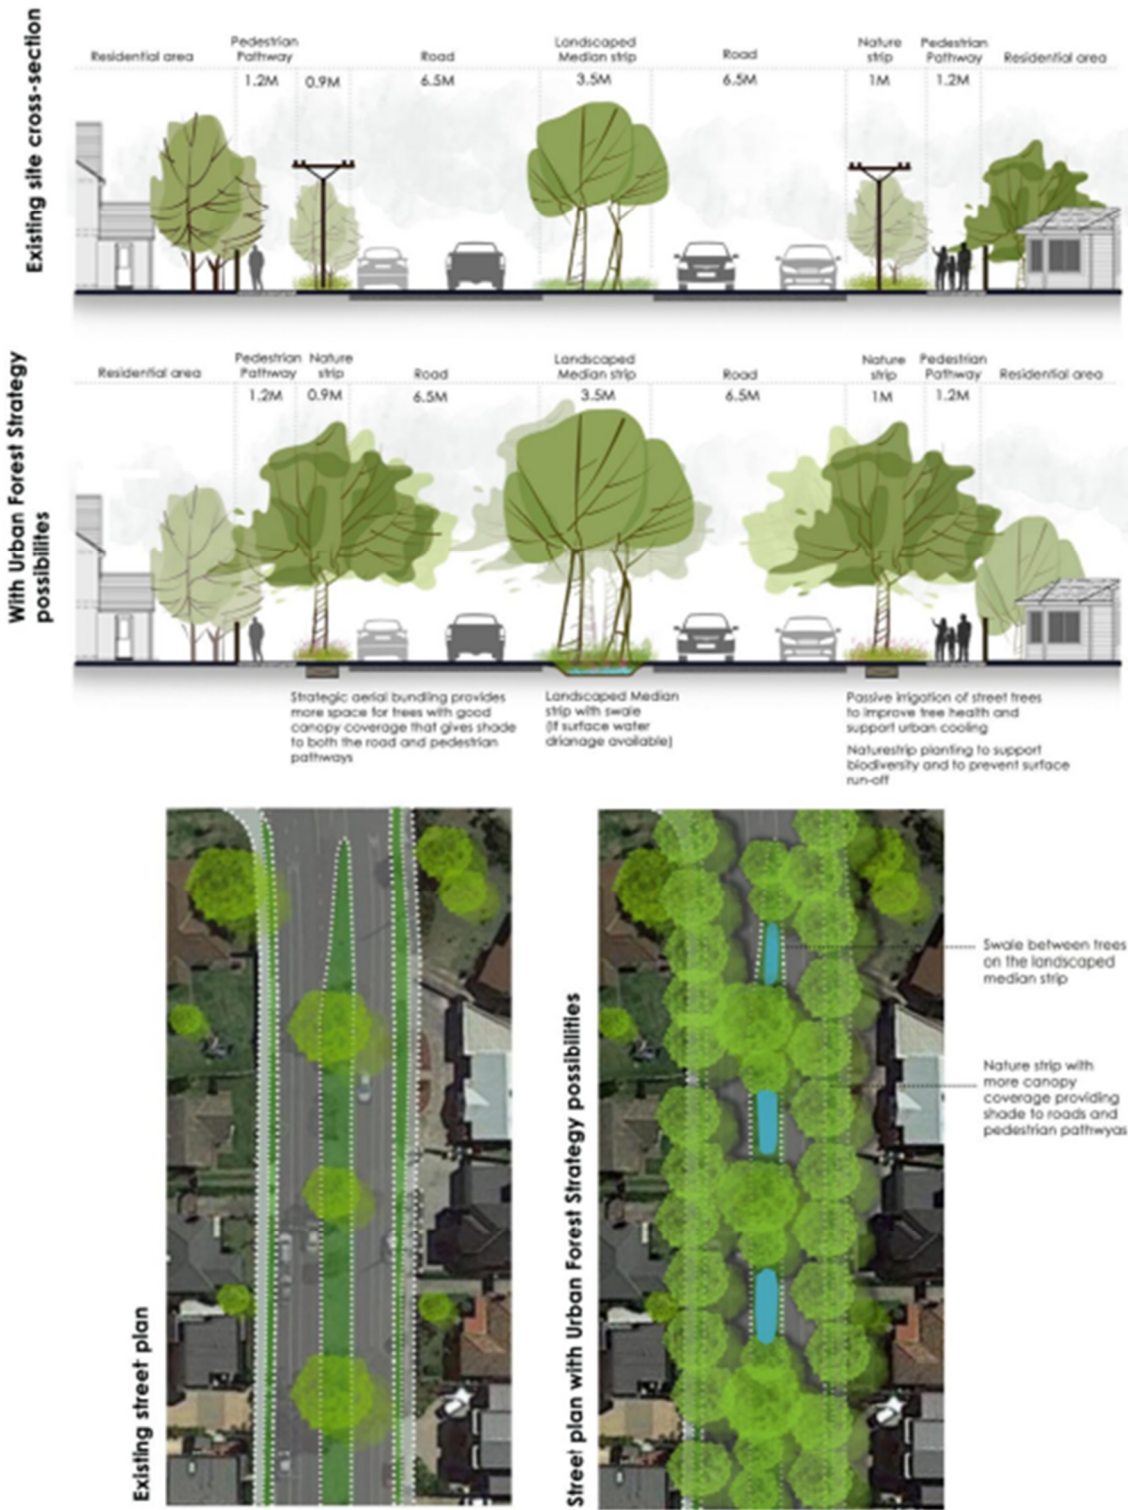 Existing site cross-section
Residential area
Pedestrian
Pathway
1.2M
0.9M
Road
6.5M
Landscaped
Median strip
3.5M
Road
6.5M
Nature
strip
1M
Pedestrian
Pathway
1.2M
Residential area
With Urban Forest Strategy
possibilites
Residential area
Pedestrian
Pathway
1.2M
Nature
strip
0.9M
Road
6.5M
Landscaped
Median strip
3.5M
Road
6.5M
Nature
strip
1M
Pedestrian
Pathway
1.2M
Residential area
Strategic aerial bundling provides
more space for trees with good
canopy coverage that gives shade
to both the road and pedestrian
pathways
Landscaped Median
strip with swale
(if surface water
drianage available)
Passive irrigation of street trees
to improve tree health and
support urban cooling
Naturestrip planting to support
biodiversity and to prevent surface
run-off
Existing street plan
Street plan with Urban Forest Strategy possibilities
Swale between trees
on the landscaped
median strip
Nature strip with
more canopy
coverage providing
shade to roads and
pedestrian pathwyas